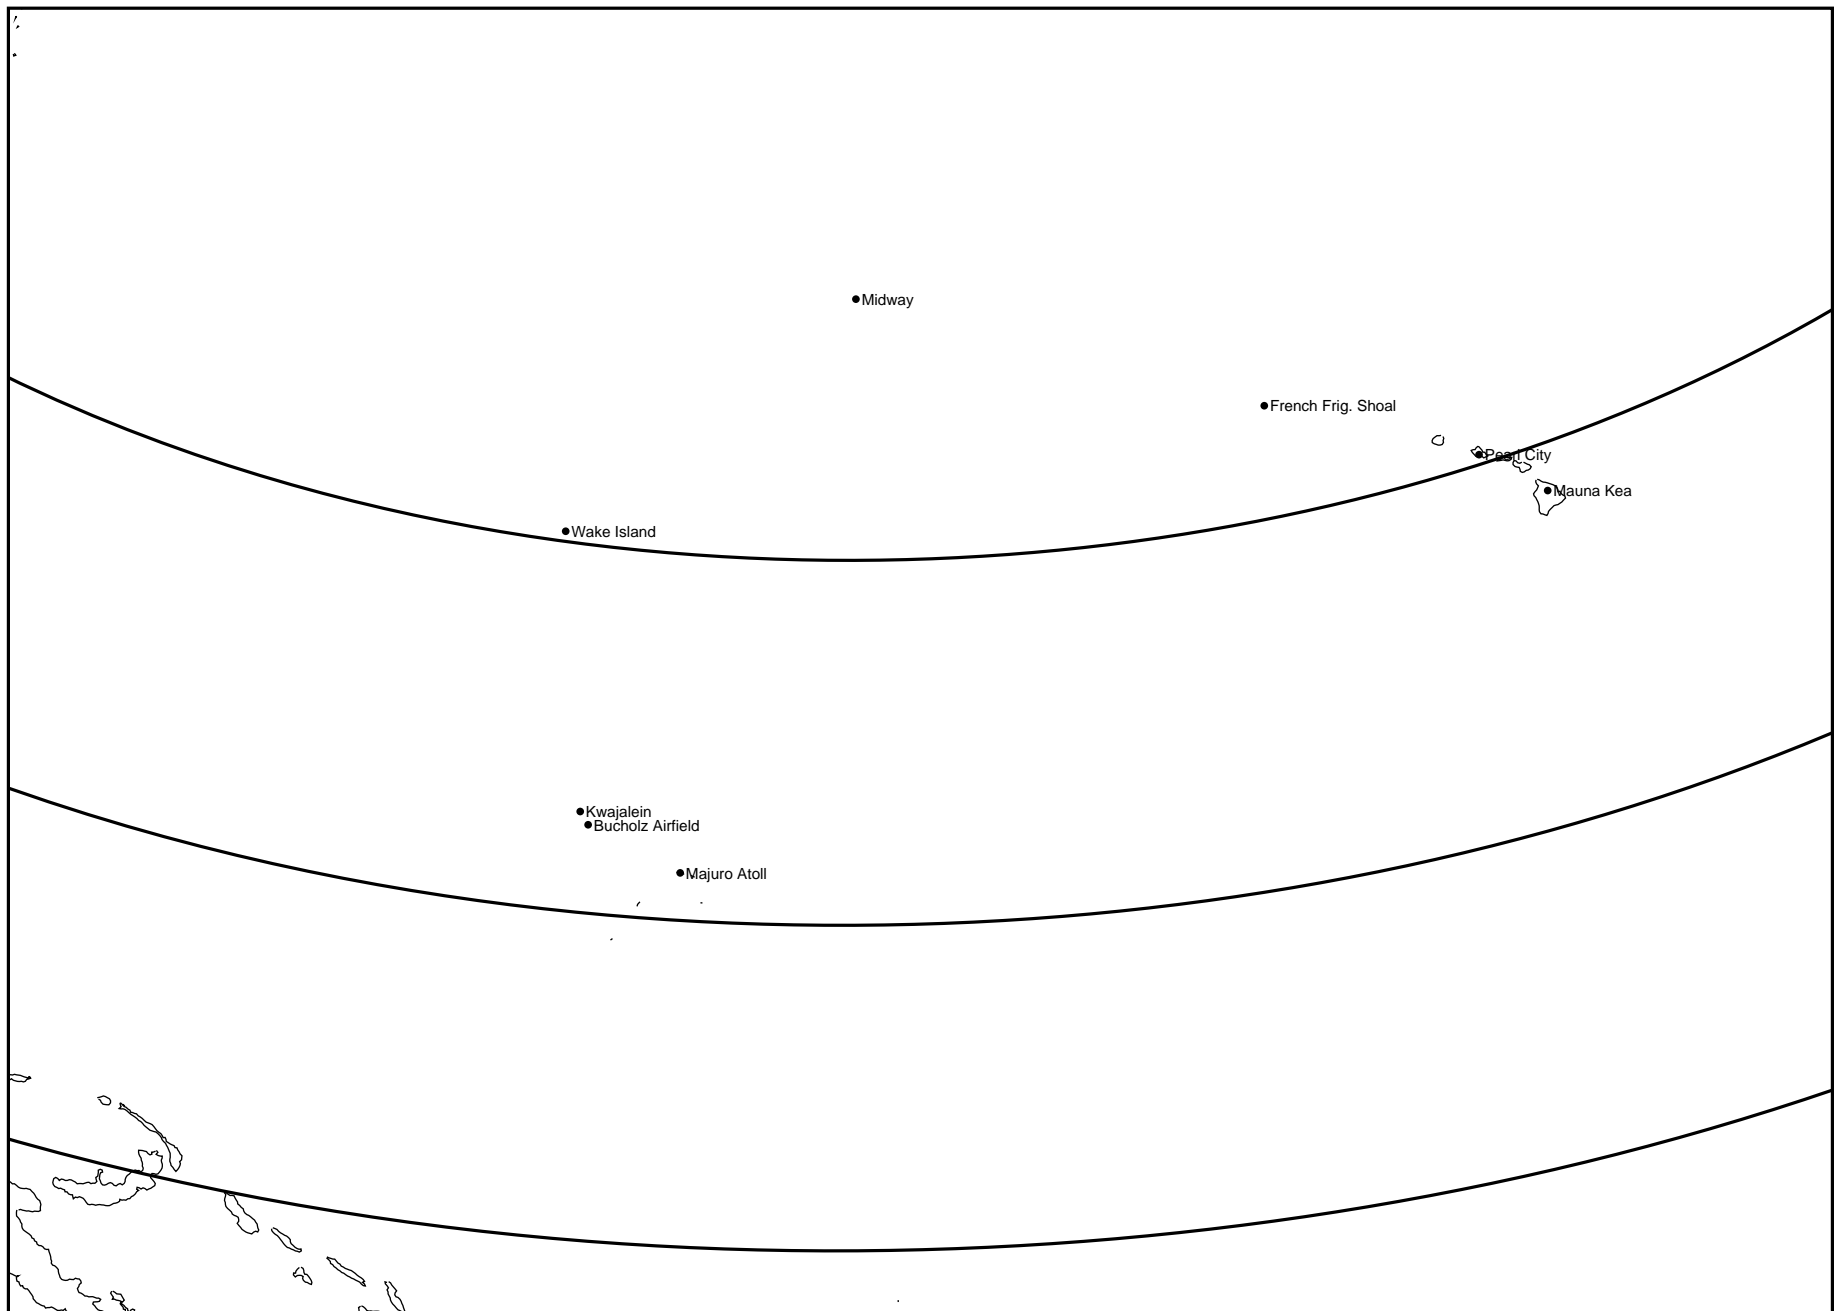 Midway
French Frig. Shoal
Pearl City
Mauna Kea
Wake Island
Kwajalein
Bucholz Airfield
Majuro Atoll